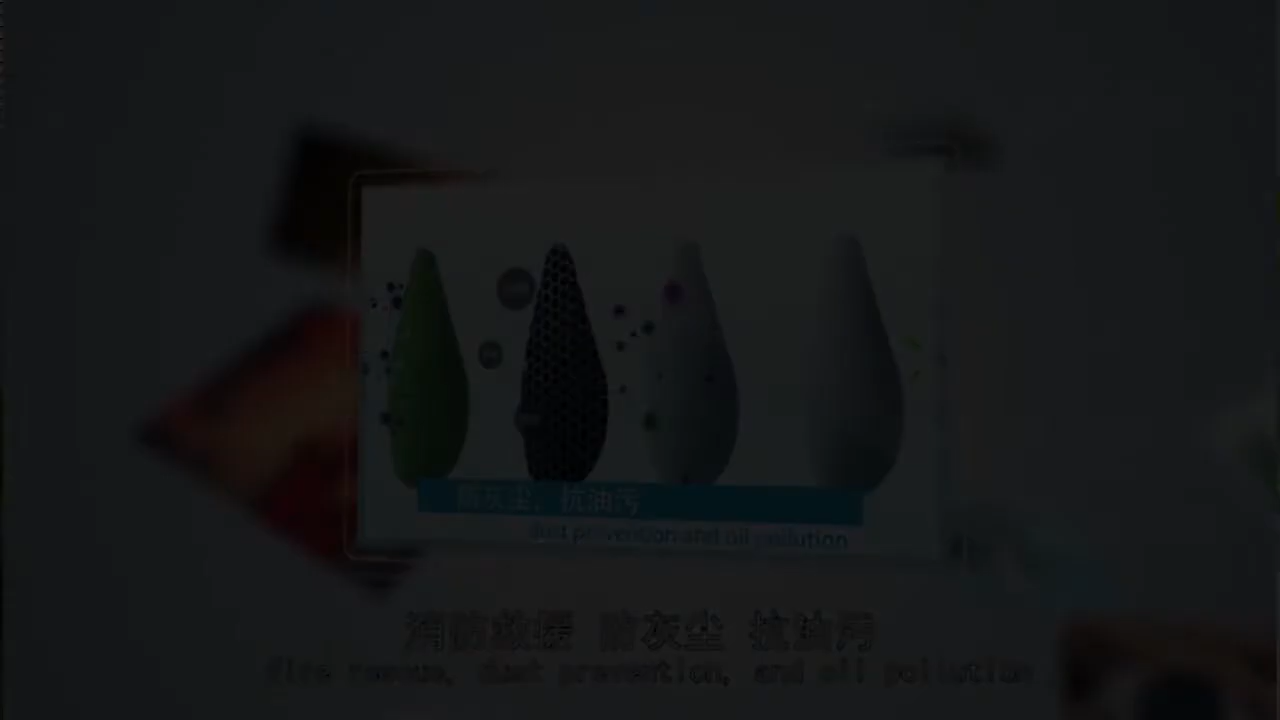 防灰尘，抗油污
dust prevention and oil pollution
消防救援 防灰尘 抗油污
fire rescue, dust prevention, and oil pollution